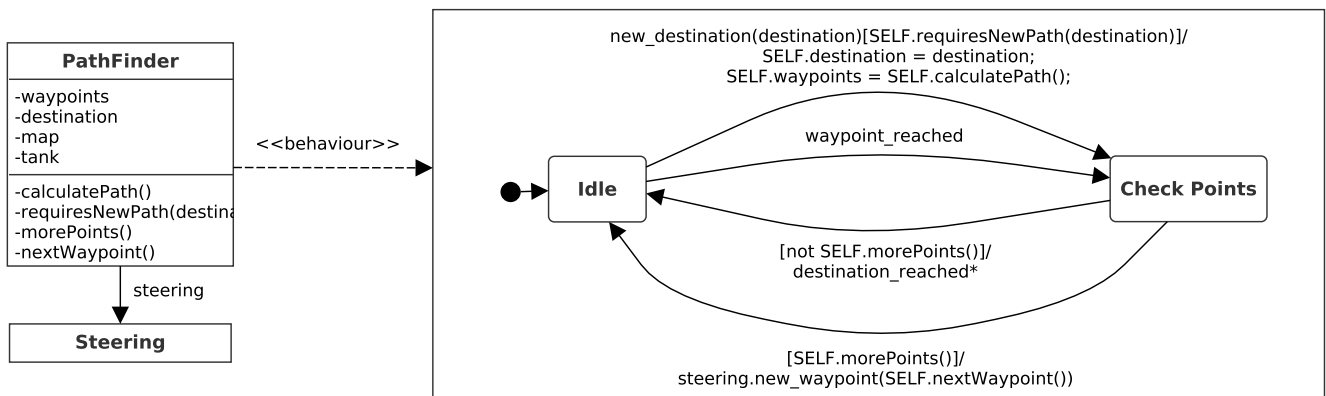 PathFinder
-waypoints
-destination
-map
-tank
-calculatePath()
-requiresNewPath(destina
-morePoints()
-nextWaypoint()
steering
Steering
<<behaviour>>
new_destination(destination)[SELF.requiresNewPath(destination)]/
SELF.destination = destination;
SELF.waypoints = SELF.calculatePath();
waypoint_reached
Idle
Check Points
[not SELF.morePoints()]/
destination_reached*
[SELF.morePoints()]/
steering.new_waypoint(SELF.nextWaypoint())